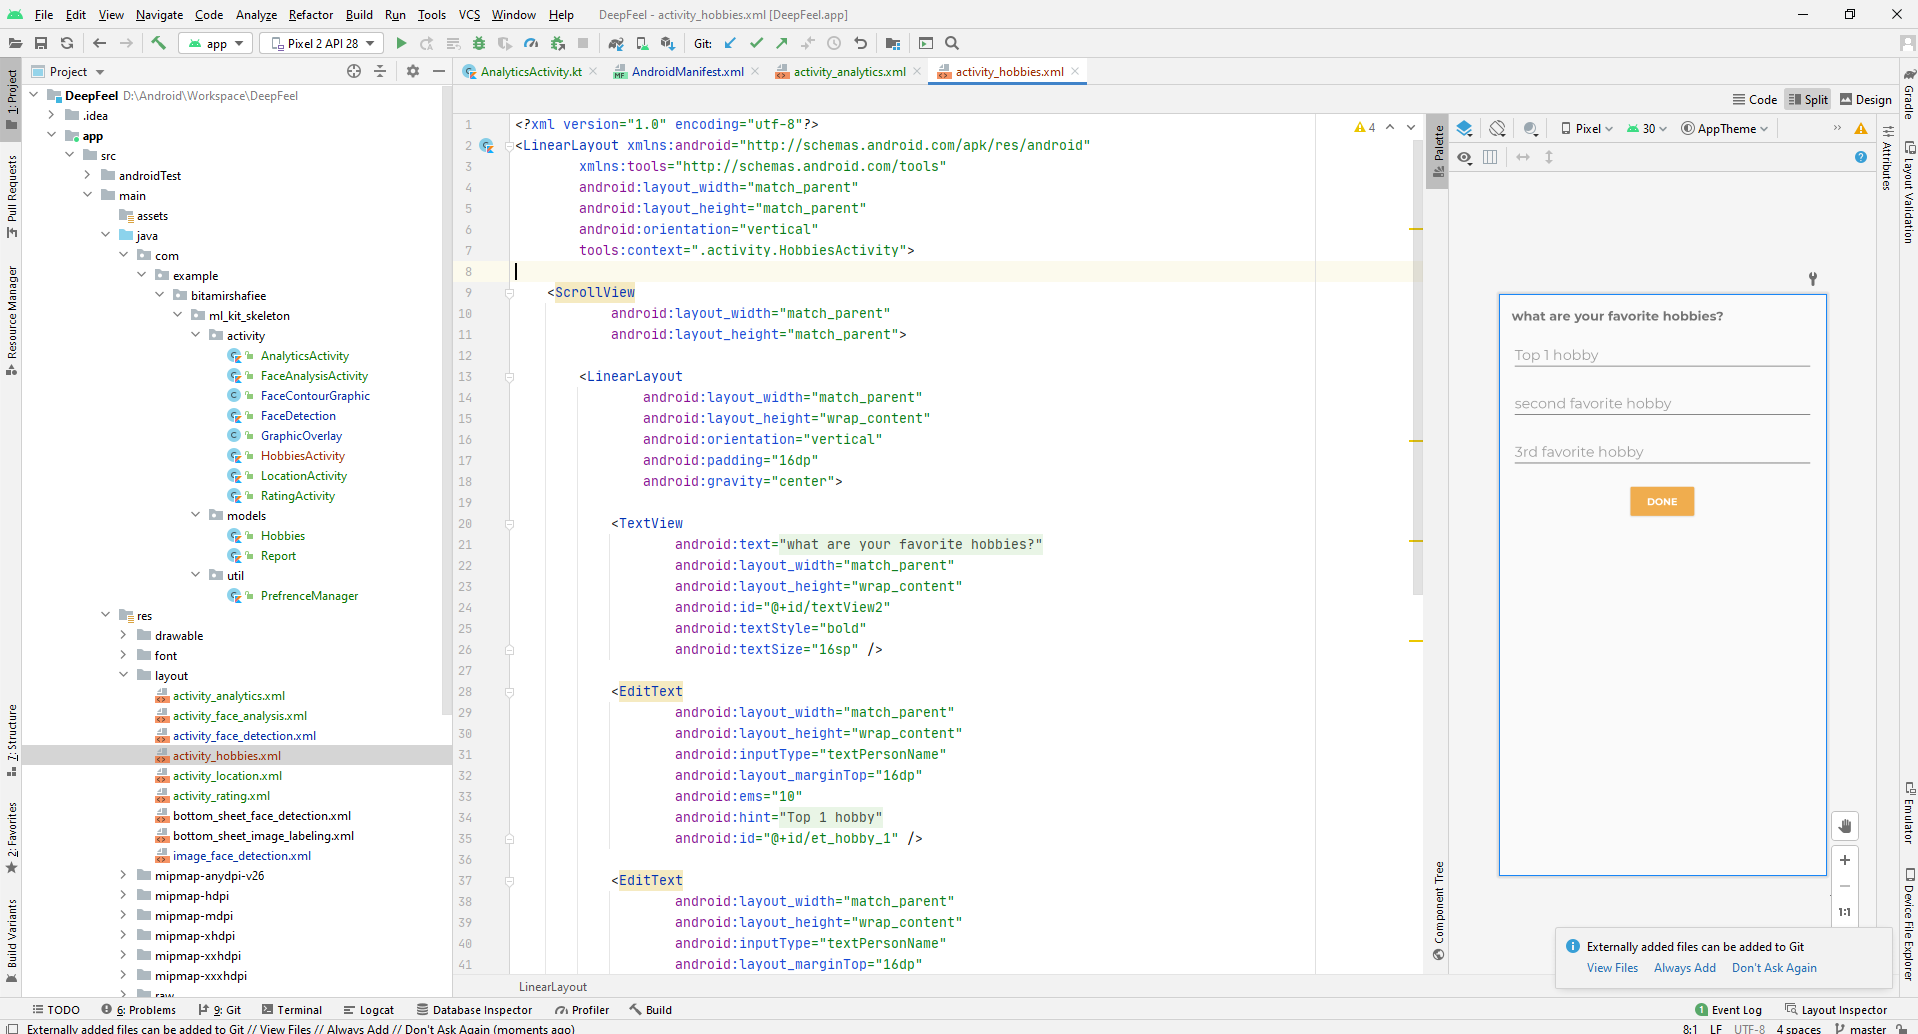 File Edit View Navigate Code Analyze Refactor Build Run Tools VCS Window Help DeepFeel - activity_hobbies.xml [DeepFeel.app]
app Pixel 2 API 28 Git:
Project
AnalyticsActivity.kt AndroidManifest.xml activity_analytics.xml activity_hobbies.xml
Code Split Design
1: Project
Pull Requests
Resource Manager
7: Structure
2: Favorites
Build Variants
DeepFeel D:\Android\Workspace\DeepFeel
.idea
app
src
androidTest
main
assets
java
com
example
bitamirshafiee
ml_kit_skeleton
activity
AnalyticsActivity
FaceAnalysisActivity
FaceContourGraphic
FaceDetection
GraphicOverlay
HobbiesActivity
LocationActivity
RatingActivity
models
Hobbies
Report
util
PrefrenceManager
res
drawable
font
layout
activity_analytics.xml
activity_face_analysis.xml
activity_face_detection.xml
activity_hobbies.xml
activity_location.xml
activity_rating.xml
bottom_sheet_face_detection.xml
bottom_sheet_image_labeling.xml
image_face_detection.xml
mipmap-anydpi-v26
mipmap-hdpi
mipmap-mdpi
mipmap-xhdpi
mipmap-xxhdpi
mipmap-xxxhdpi
raw
4
1 <?xml version="1.0" encoding="utf-8"?>
2 <LinearLayout xmlns:android="http://schemas.android.com/apk/res/android"
3 xmlns:tools="http://schemas.android.com/tools"
4 android:layout_width="match_parent"
5 android:layout_height="match_parent"
6 android:orientation="vertical"
7 tools:context=".activity.HobbiesActivity">
8
9 <ScrollView
10 android:layout_width="match_parent"
11 android:layout_height="match_parent">
12
13 <LinearLayout
14 android:layout_width="match_parent"
15 android:layout_height="wrap_content"
16 android:orientation="vertical"
17 android:padding="16dp"
18 android:gravity="center">
19
20 <TextView
21 android:text="what are your favorite hobbies?"
22 android:layout_width="match_parent"
23 android:layout_height="wrap_content"
24 android:id="@+id/textView2"
25 android:textStyle="bold"
26 android:textSize="16sp" />
27
28 <EditText
29 android:layout_width="match_parent"
30 android:layout_height="wrap_content"
31 android:inputType="textPersonName"
32 android:layout_marginTop="16dp"
33 android:ems="10"
34 android:hint="Top 1 hobby"
35 android:id="@+id/et_hobby_1" />
36
37 <EditText
38 android:layout_width="match_parent"
39 android:layout_height="wrap_content"
40 android:inputType="textPersonName"
41 android:layout_marginTop="16dp"
LinearLayout
Palette
Component Tree
Pixel 30 AppTheme
what are your favorite hobbies?
Top 1 hobby
second favorite hobby
3rd favorite hobby
DONE
1:1
Attributes
Gradle
Layout Validation
Emulator
Device File Explorer
Externally added files can be added to Git
View Files Always Add Don't Ask Again
TODO 6: Problems 9: Git Terminal Logcat Database Inspector Profiler Build 1 Event Log Layout Inspector
Externally added files can be added to Git // View Files // Always Add // Don't Ask Again (moments ago) 8:1 LF UTF-8 4 spaces master